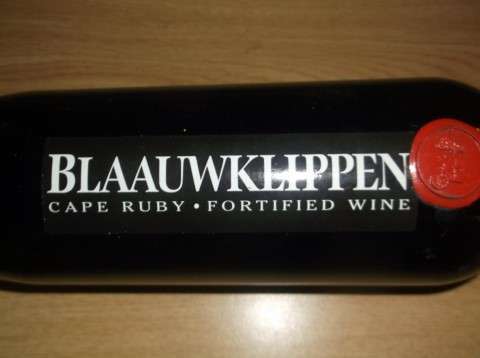 BLAAUWKLIPPEN
CAPE RUBY • FORTIFIED WINE